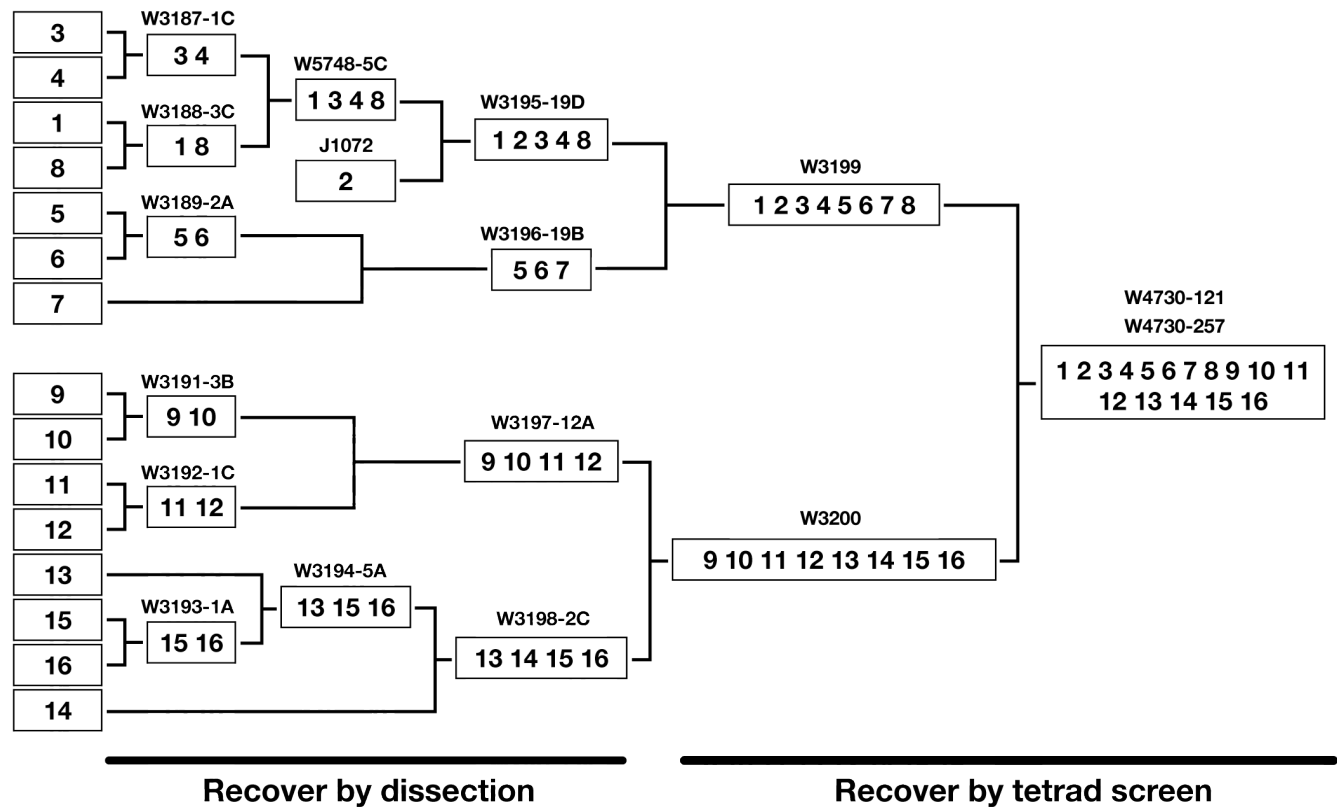 3
4
1
8
5
6
7
W3187-1C
3 4
W3188-3C
1 8
W3189-2A
5 6
W5748-5C
1 3 4 8
J1072
2
W3195-19D
1 2 3 4 8
W3196-19B
5 6 7
W3199
1 2 3 4 5 6 7 8
9
10
11
12
13
15
16
14
W3191-3B
9 10
W3192-1C
11 12
W3193-1A
15 16
W3194-5A
13 15 16
W3197-12A
9 10 11 12
W3198-2C
13 14 15 16
W3200
9 10 11 12 13 14 15 16
W4730-121
W4730-257
1 2 3 4 5 6 7 8 9 10 11
12 13 14 15 16
Recover by dissection
Recover by tetrad screen